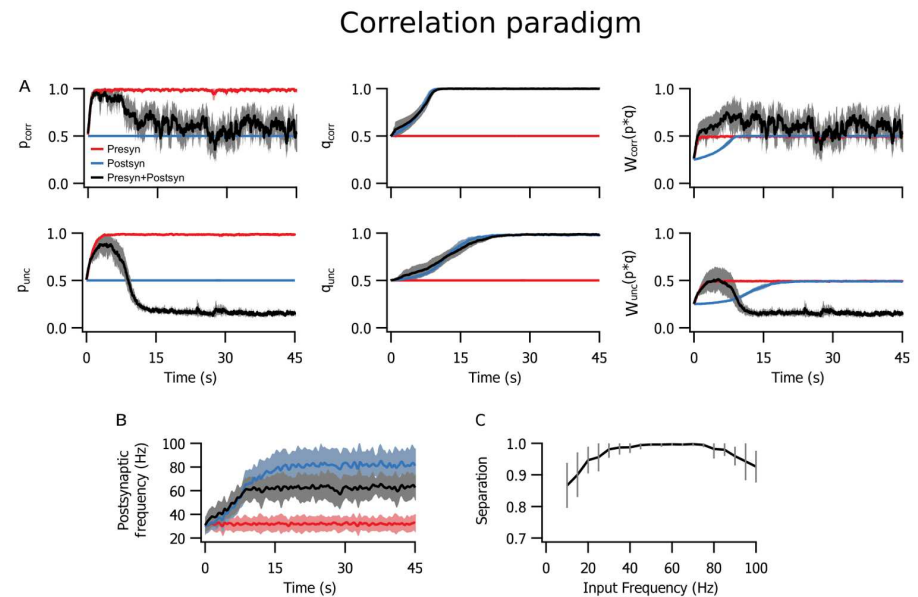 Correlation paradigm
A
1.0
0.5
0.0
p_corr
Presyn
Postsyn
Presyn+Postsyn
1.0
0.5
0.0
q_corr
1.0
0.5
0.0
W_corr(p*q)
1.0
0.5
0.0
p_unc
0 15 30 45
Time (s)
1.0
0.5
0.0
q_unc
0 15 30 45
Time (s)
1.0
0.5
0.0
W_unc(p*q)
0 15 30 45
Time (s)
B
100
80
60
40
20
Postsynaptic
frequency (Hz)
0 15 30 45
Time (s)
C
1.0
0.9
0.8
0.7
Separation
0 20 40 60 80 100
Input Frequency (Hz)